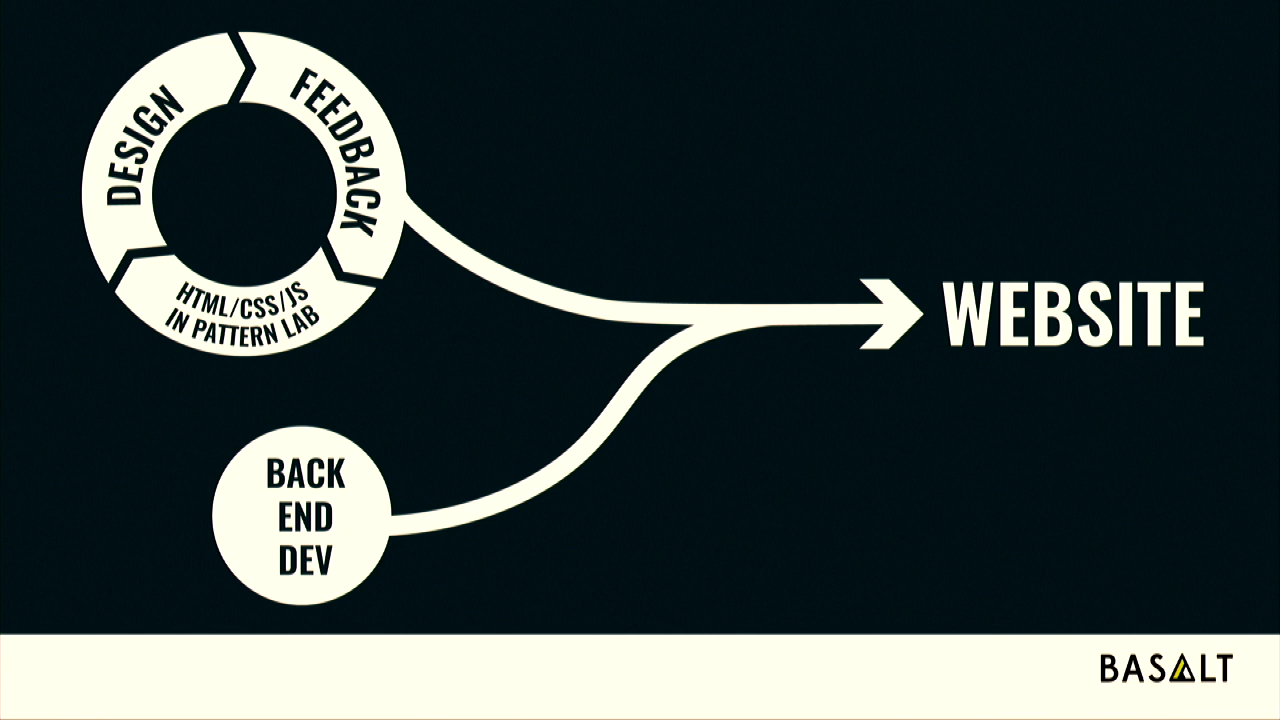 DESIGN
FEEDBACK
HTML/CSS/JS
IN PATTERN LAB
WEBSITE
BACK
END
DEV
BASALT